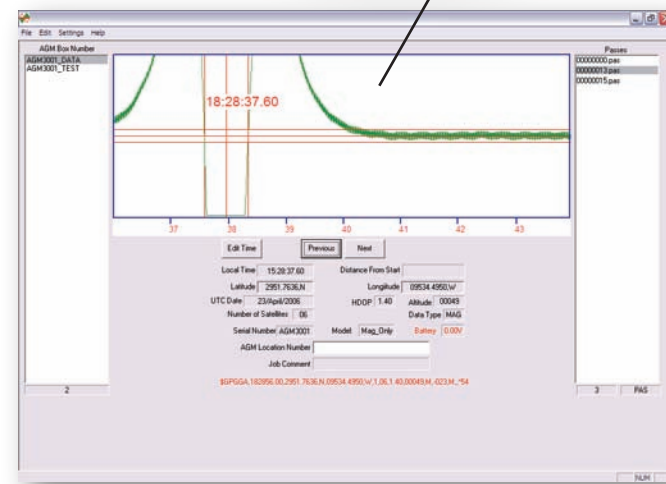 File Edit Settings Help
AGM Box Number
AGM3001_DATA
AGM3001_TEST
2
18:28:37.60
37 38 39 40 41 42 43
Edit Time Previous Next
Local Time 15:28:37.60 Distance From Start
Latitude 2951.7636,N Longitude 09534.4950,W
UTC Date 23/April/2006 HDOP 1.40 Altitude 00049
Number of Satellites 06 Data Type MAG
Serial Number AGM3001 Model Mag_Only Battery 0.00V
AGM Location Number
Job Comment
$GPGGA,182856.00,2951.7636,N,09534.4950,W,1,06,1.40,00049,M,-023,M,,*54
Passes
00000000.pas
00000013.pas
00000015.pas
3 PAS
NUM